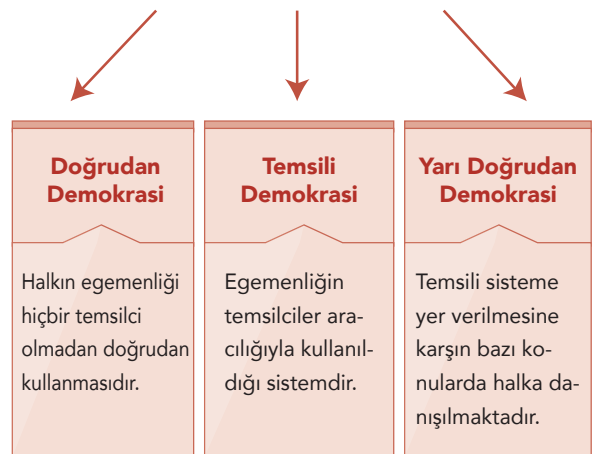 Doğrudan
Demokrasi
Halkın egemenliği
hiçbir temsilci
olmadan doğrudan
kullanmasıdır.
Temsili
Demokrasi
Egemenliğin
temsilciler ara-
cılığıyla kullanıl-
dığı sistemdir.
Yarı Doğrudan
Demokrasi
Temsili sisteme
yer verilmesine
karşın bazı ko-
nularda halka da-
nışılmaktadır.